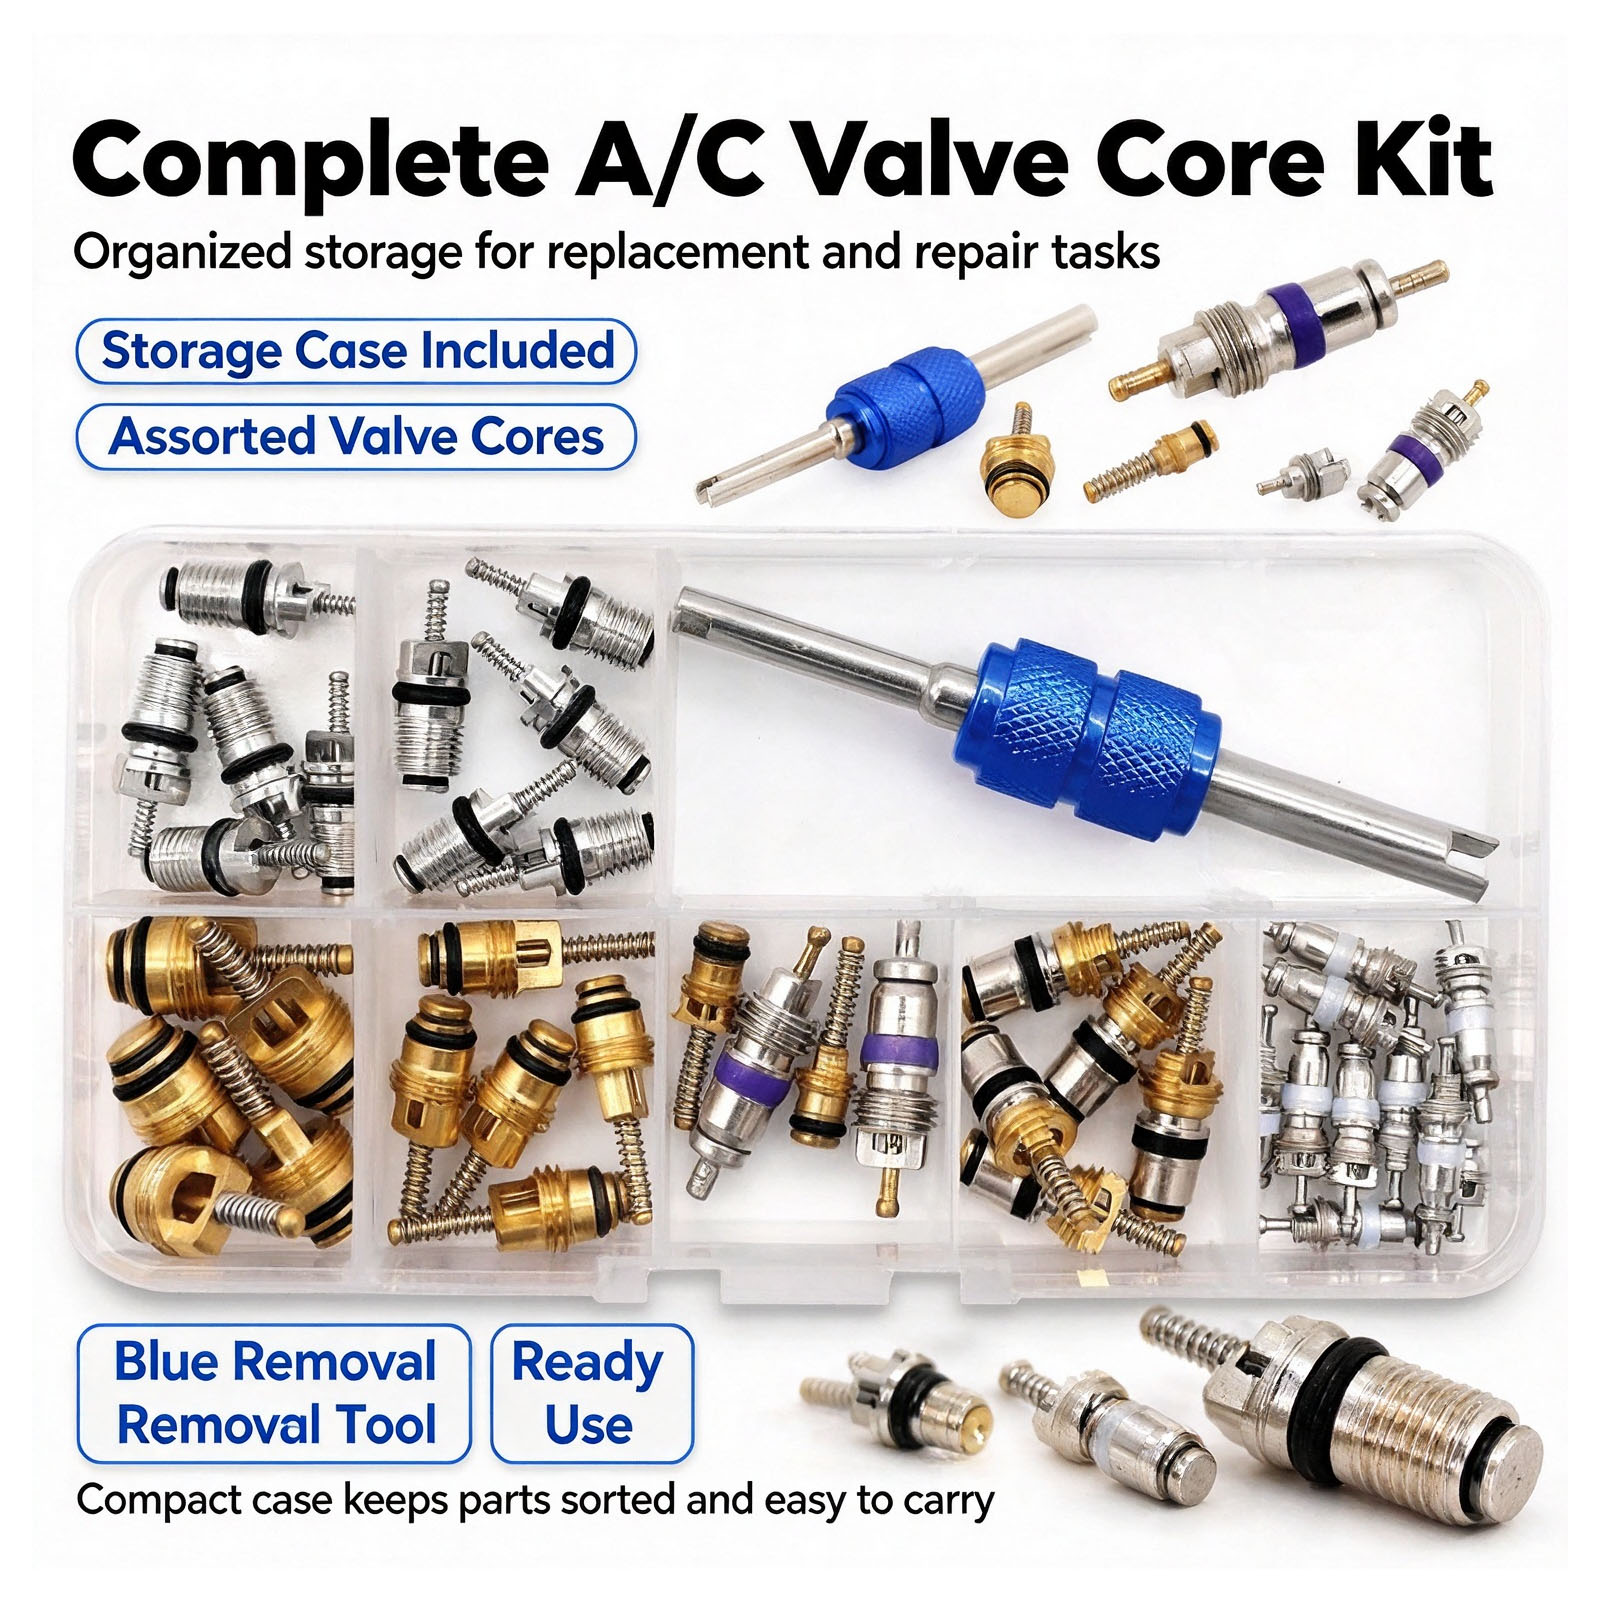 Complete A/C Valve Core Kit
Organized storage for replacement and repair tasks
Storage Case Included
Assorted Valve Cores
Blue Removal
Removal Tool
Ready
Use
Compact case keeps parts sorted and easy to carry